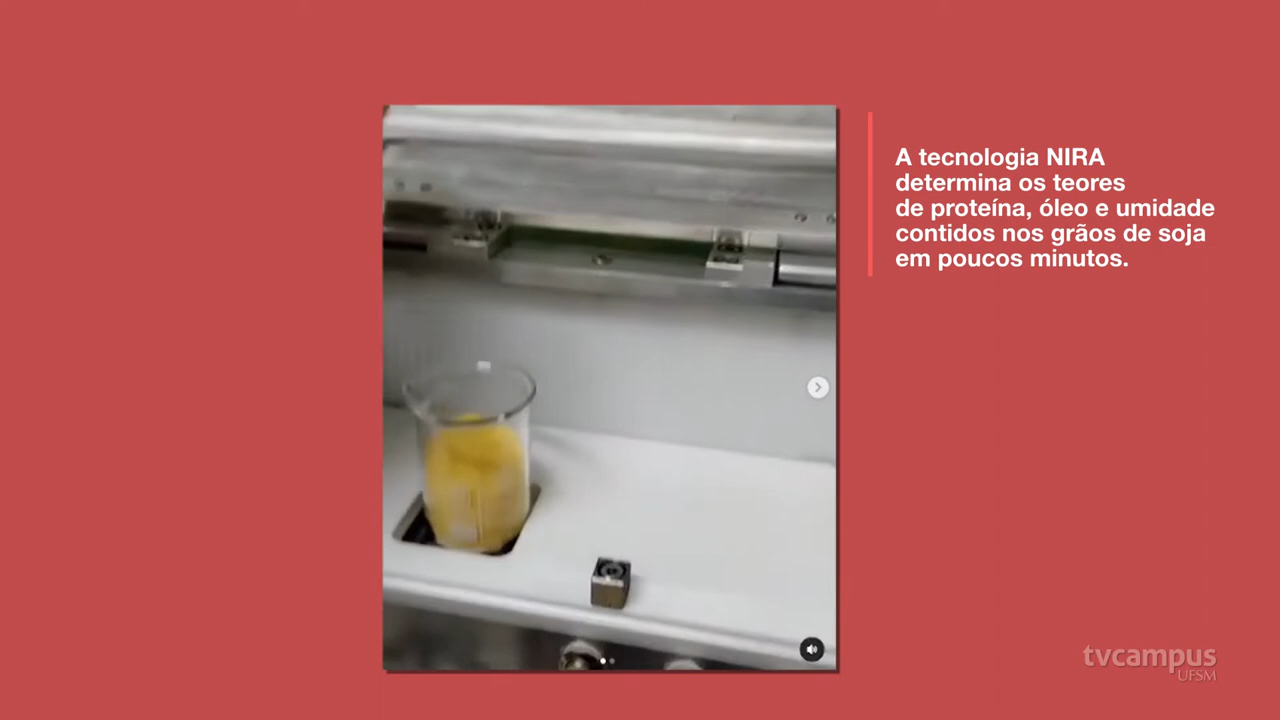 A tecnologia NIRA
determina os teores
de proteína, óleo e umidade
contidos nos grãos de soja
em poucos minutos.
tvcampus
UFSM